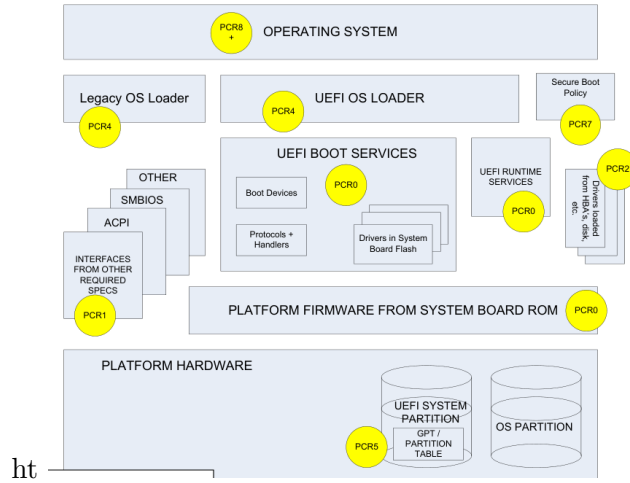 PCR8
+
OPERATING SYSTEM
Legacy OS Loader
PCR4
UEFI OS LOADER
PCR4
Secure Boot
Policy
PCR7
UEFI BOOT SERVICES
Boot Devices
PCR0
Protocols +
Handlers
Drivers in System
Board Flash
UEFI RUNTIME
SERVICES
PCR0
PCR2
Drivers loaded
from HBA's, disk,
etc.
OTHER
SMBIOS
ACPI
INTERFACES
FROM OTHER
REQUIRED
SPECS
PCR1
PLATFORM FIRMWARE FROM SYSTEM BOARD ROM
PCR0
PLATFORM HARDWARE
UEFI SYSTEM
PARTITION
GPT /
PARTITION
TABLE
PCR5
OS PARTITION
ht